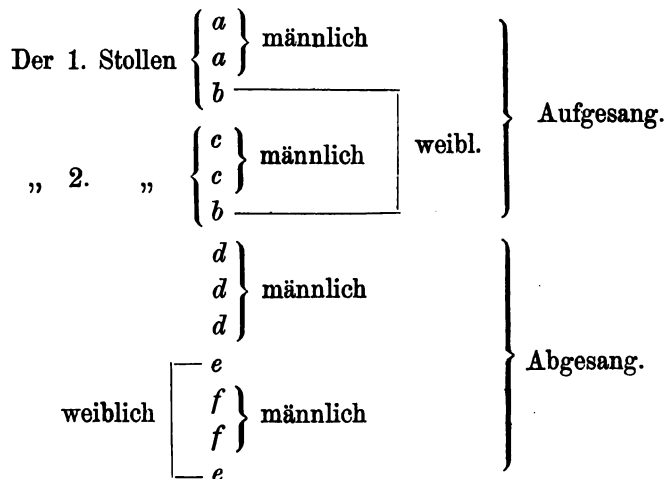 a
männlich
Der 1. Stollen
a
b
Aufgesang.
c
männlich
weibl.
„ 2. „
c
b
d
d männlich
d
e
Abgesang.
f
weiblich
männlich
f
e